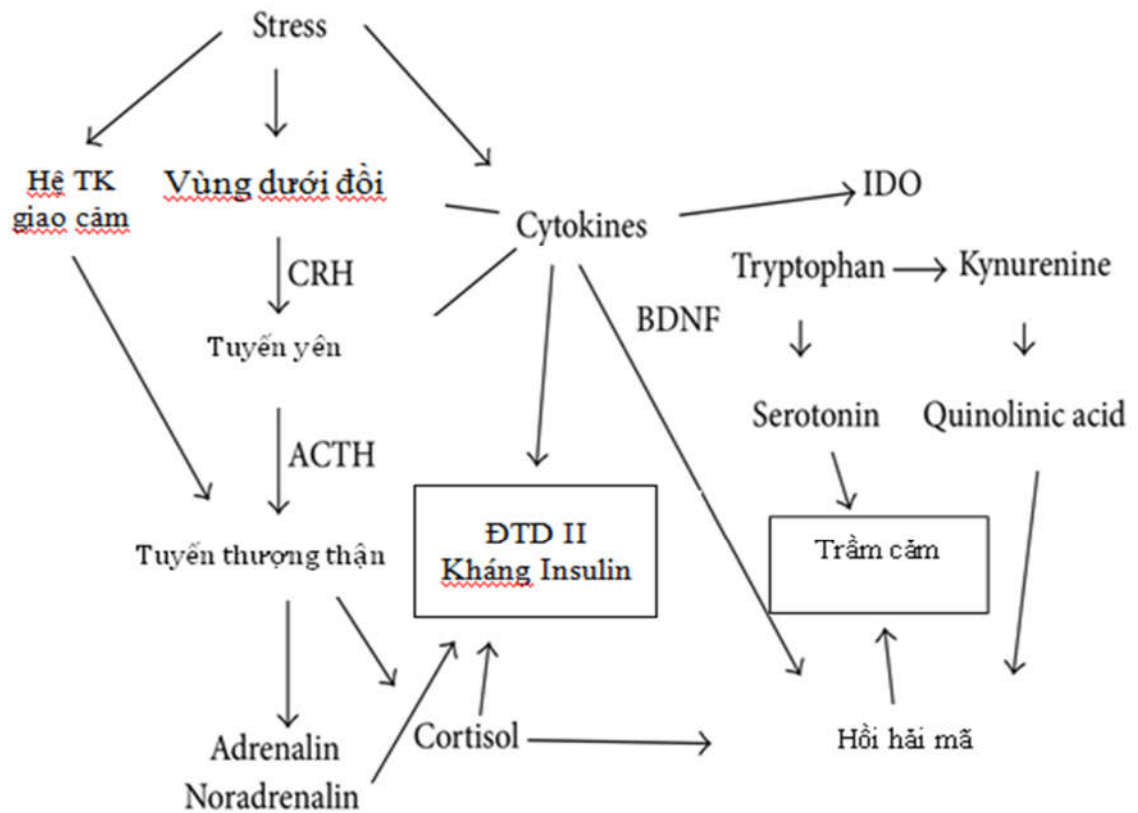 Stress
Hệ TK
giao cảm
Vùng dưới đồi
Cytokines
IDO
CRH
Tryptophan
Kynurenine
BDNF
Tuyến yên
Serotonin
Quinolinic acid
ACTH
ĐTD II
Kháng Insulin
Trầm cảm
Tuyến thượng thận
Adrenalin
Noradrenalin
Cortisol
Hồi hải mã